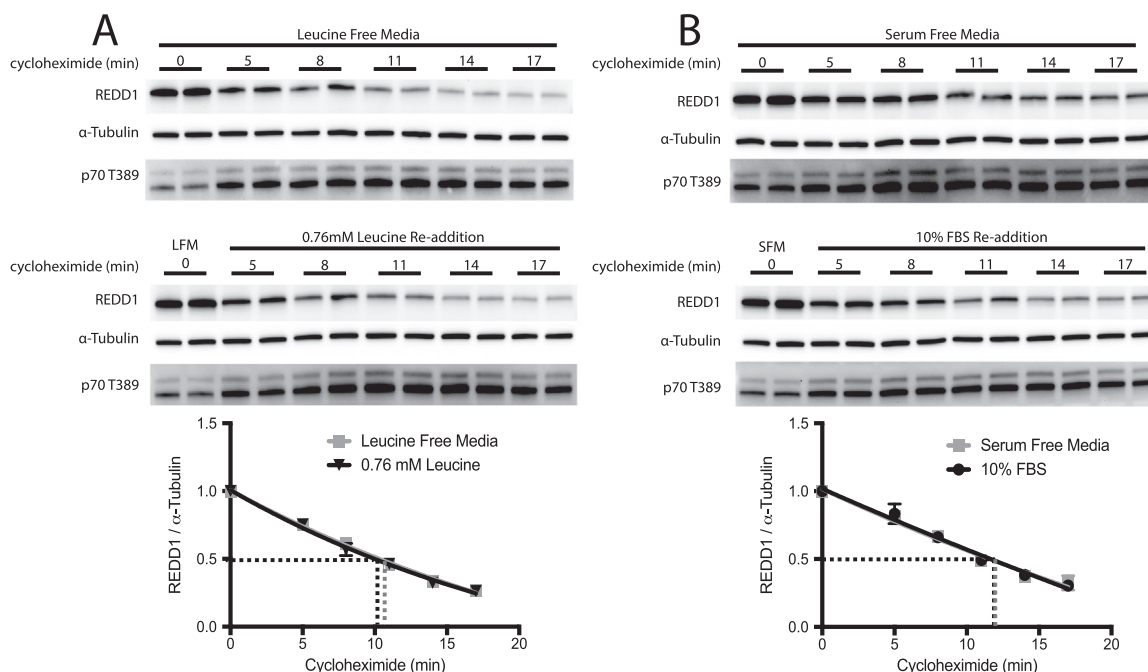 A
Leucine Free Media
cycloheximide (min) 0 5 8 11 14 17
REDD1
α-Tubulin
p70 T389
LFM 0.76mM Leucine Re-addition
cycloheximide (min) 0 5 8 11 14 17
REDD1
α-Tubulin
p70 T389
1.5
1.0
0.5
0.0
REDD1 / α-Tubulin
Leucine Free Media
0.76 mM Leucine
0 5 10 15 20
Cycloheximide (min)
B
Serum Free Media
cycloheximide (min) 0 5 8 11 14 17
REDD1
α-Tubulin
p70 T389
SFM 10% FBS Re-addition
cycloheximide (min) 0 5 8 11 14 17
REDD1
α-Tubulin
p70 T389
1.5
1.0
0.5
0.0
REDD1 / α-Tubulin
Serum Free Media
10% FBS
0 5 10 15 20
Cycloheximide (min)